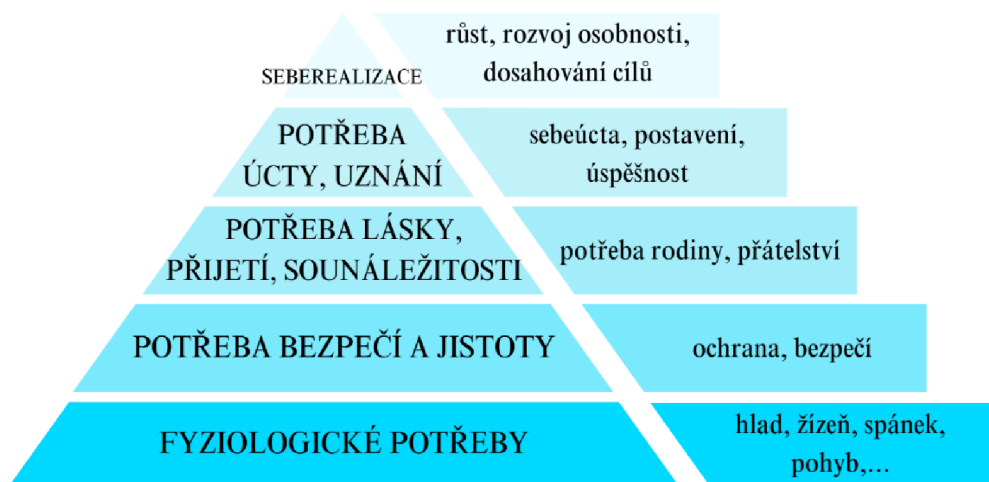 SEBEREALIZACE
růst, rozvoj osobnosti,
dosahování cílů
POTŘEBA
ÚCTY, UZNÁNÍ
sebeúcta, postavení,
úspěšnost
POTŘEBA LÁSKY,
PŘIJETÍ, SOUNÁLEŽITOSTI
potřeba rodiny, přátelství
POTŘEBA BEZPEČÍ A JISTOTY
ochrana, bezpečí
FYZIOLOGICKÉ POTŘEBY
hlad, žízeň, spánek,
pohyb,...